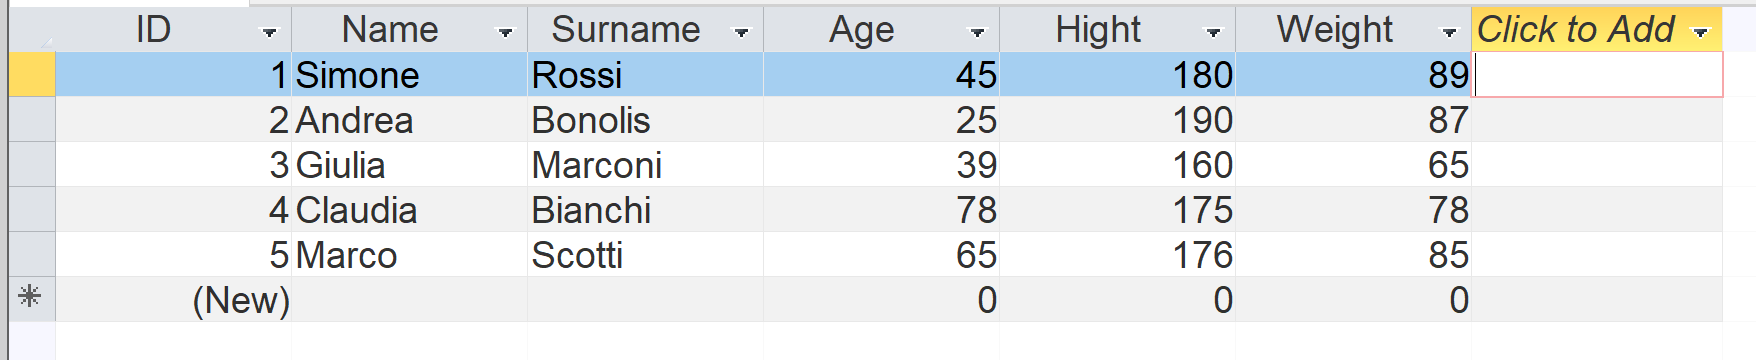 ID Name Surname Age Hight Weight Click to Add
1 Simone Rossi 45 180 89
2 Andrea Bonolis 25 190 87
3 Giulia Marconi 39 160 65
4 Claudia Bianchi 78 175 78
5 Marco Scotti 65 176 85
(New) 0 0 0